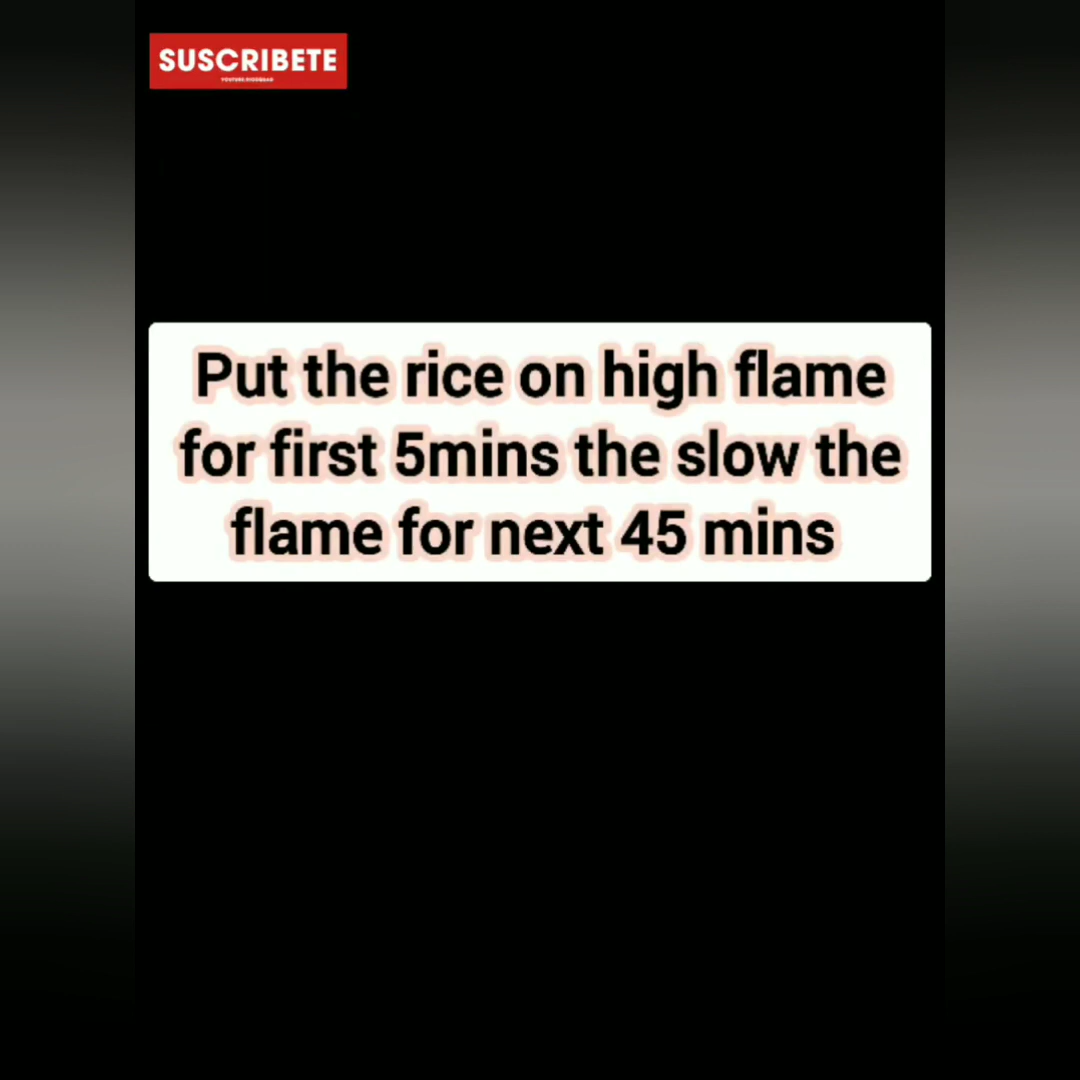 SUSCRIBETE
Put the rice on high flame
for first 5mins the slow the
flame for next 45 mins